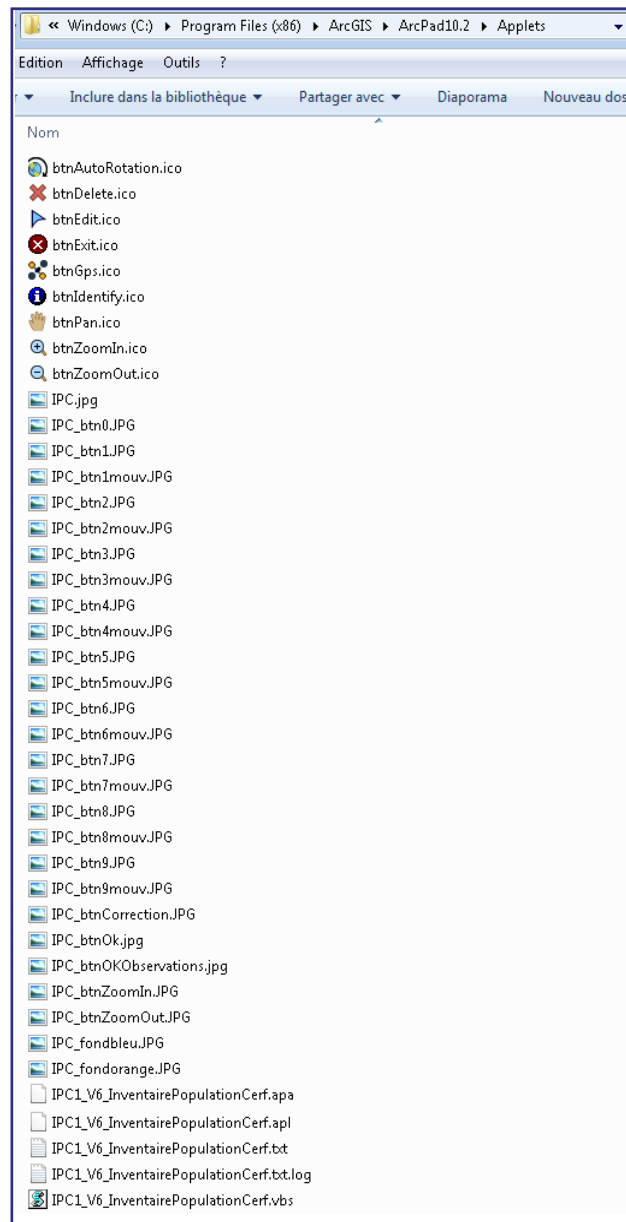 « Windows (C:) ▸ Program Files (x86) ▸ ArcGIS ▸ ArcPad10.2 ▸ Applets
Edition Affichage Outils ?
Inclure dans la bibliothèque Partager avec Diaporama Nouveau dos
Nom
btnAutoRotation.ico
btnDelete.ico
btnEdit.ico
btnExit.ico
btnGps.ico
btnIdentify.ico
btnPan.ico
btnZoomIn.ico
btnZoomOut.ico
IPC.jpg
IPC_btn0.JPG
IPC_btn1.JPG
IPC_btn1mouv.JPG
IPC_btn2.JPG
IPC_btn2mouv.JPG
IPC_btn3.JPG
IPC_btn3mouv.JPG
IPC_btn4.JPG
IPC_btn4mouv.JPG
IPC_btn5.JPG
IPC_btn5mouv.JPG
IPC_btn6.JPG
IPC_btn6mouv.JPG
IPC_btn7.JPG
IPC_btn7mouv.JPG
IPC_btn8.JPG
IPC_btn8mouv.JPG
IPC_btn9.JPG
IPC_btn9mouv.JPG
IPC_btnCorrection.JPG
IPC_btnOk.jpg
IPC_btnOKObservations.jpg
IPC_btnZoomIn.JPG
IPC_btnZoomOut.JPG
IPC_fondbleu.JPG
IPC_fondorange.JPG
IPC1_V6_InventairePopulationCerf.apa
IPC1_V6_InventairePopulationCerf.apl
IPC1_V6_InventairePopulationCerf.txt
IPC1_V6_InventairePopulationCerf.txt.log
IPC1_V6_InventairePopulationCerf.vbs